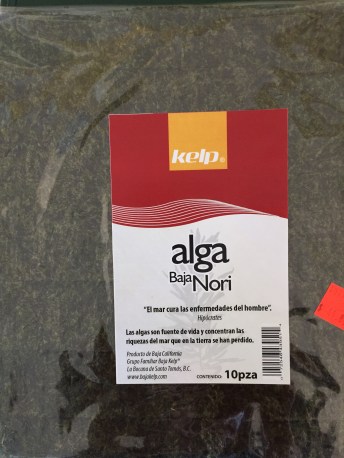 kelp®
alga
Baja Nori
"El mar cura las enfermedades del hombre".
Hipócrates
Las algas son fuente de vida y concentran las
riquezas del mar que en la tierra se han perdido.
Producto de Baja California
Grupo Familiar Baja Kelp®
La Bocana de Santo Tomás, B.C.
www.bajakelp.com
CONTENIDO: 10pza